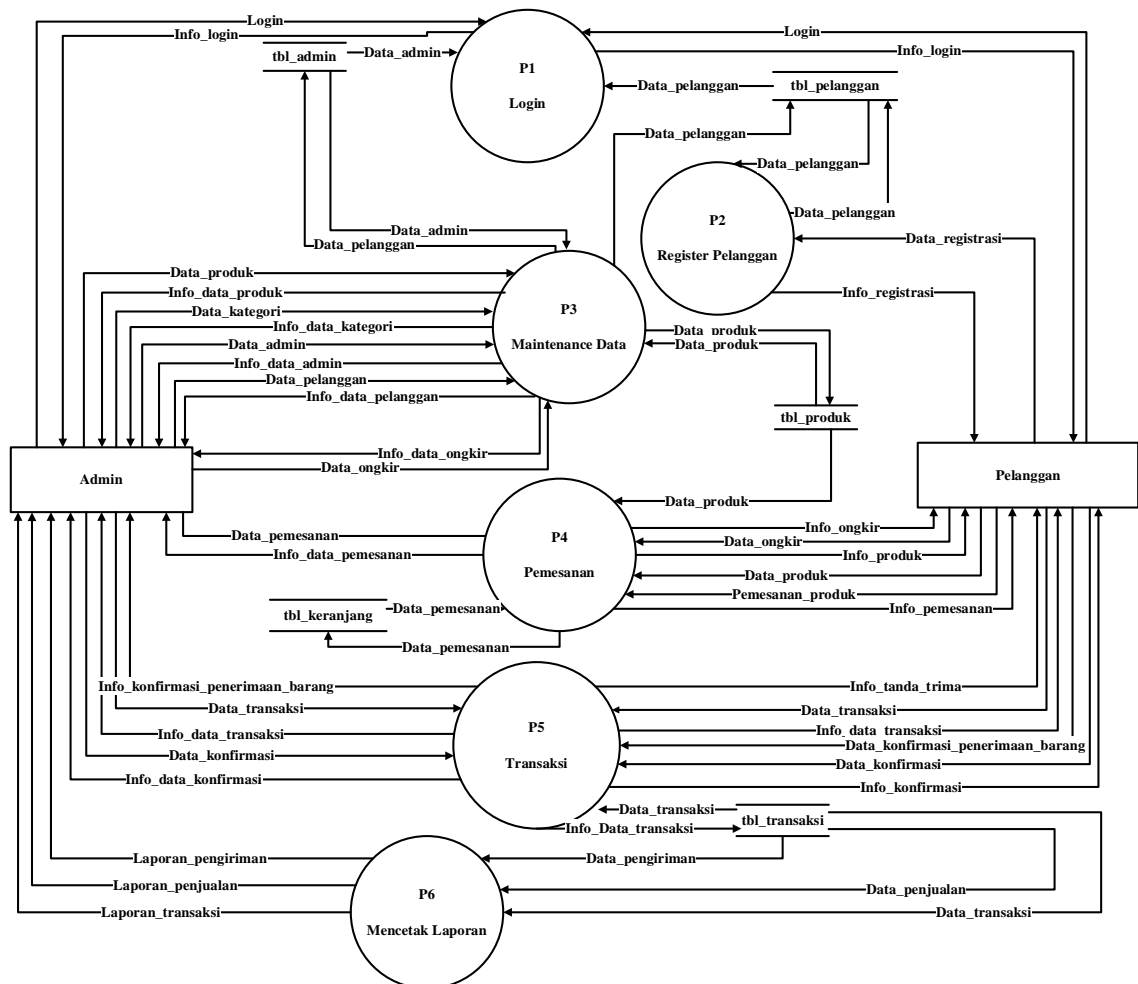 Login
Info_login
tbl_admin
Data_admin
P1
Login
Login
Info_login
Data_pelanggan
tbl_pelanggan
Data_pelanggan
Data_pelanggan
P2
Register Pelanggan
Data_pelanggan
Data_registrasi
Info_registrasi
Data_admin
Data_pelanggan
Data_produk
Info_data_produk
Data_kategori
Info_data_kategori
Data_admin
Info_data_admin
Data_pelanggan
Info_data_pelanggan
P3
Maintenance Data
Data_produk
Data_produk
tbl_produk
Admin
Info_data_ongkir
Data_ongkir
Pelanggan
Data_produk
Data_pemesanan
Info_data_pemesanan
P4
Pemesanan
Info_ongkir
Data_ongkir
Info_produk
Data_produk
Pemesanan_produk
Info_pemesanan
tbl_keranjang
Data_pemesanan
Data_pemesanan
Info_konfirmasi_penerimaan_barang
Data_transaksi
Info_data_transaksi
Data_konfirmasi
Info_data_konfirmasi
P5
Transaksi
Info_tanda_trima
Data_transaksi
Info_data_transaksi
Data_konfirmasi_penerimaan_barang
Data_konfirmasi
Info_konfirmasi
Data_transaksi
Info_Data_transaksi
tbl_transaksi
Laporan_pengiriman
Laporan_penjualan
Laporan_transaksi
P6
Mencetak Laporan
Data_pengiriman
Data_penjualan
Data_transaksi